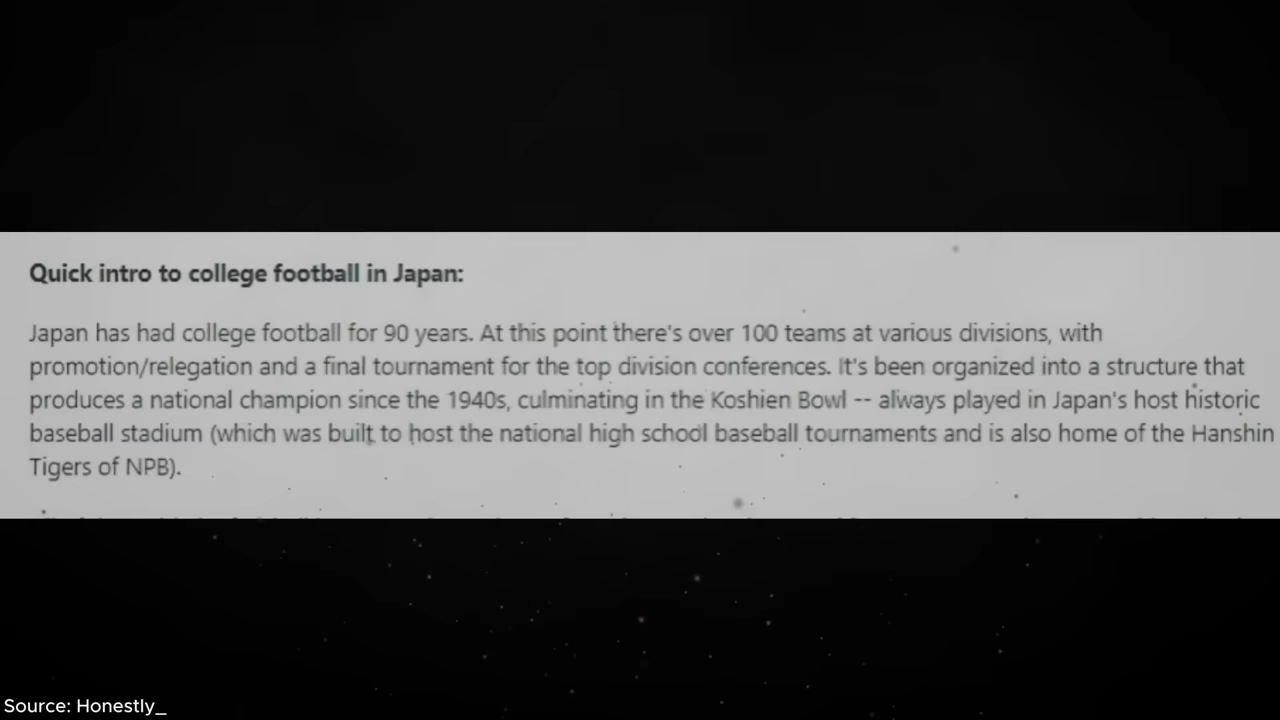 Quick intro to college football in Japan:
Japan has had college football for 90 years. At this point there's over 100 teams at various divisions, with
promotion/relegation and a final tournament for the top division conferences. It's been organized into a structure that
produces a national champion since the 1940s, culminating in the Koshien Bowl -- always played in Japan's host historic
baseball stadium (which was built to host the national high school baseball tournaments and is also home of the Hanshin
Tigers of NPB).
Source: Honestly_